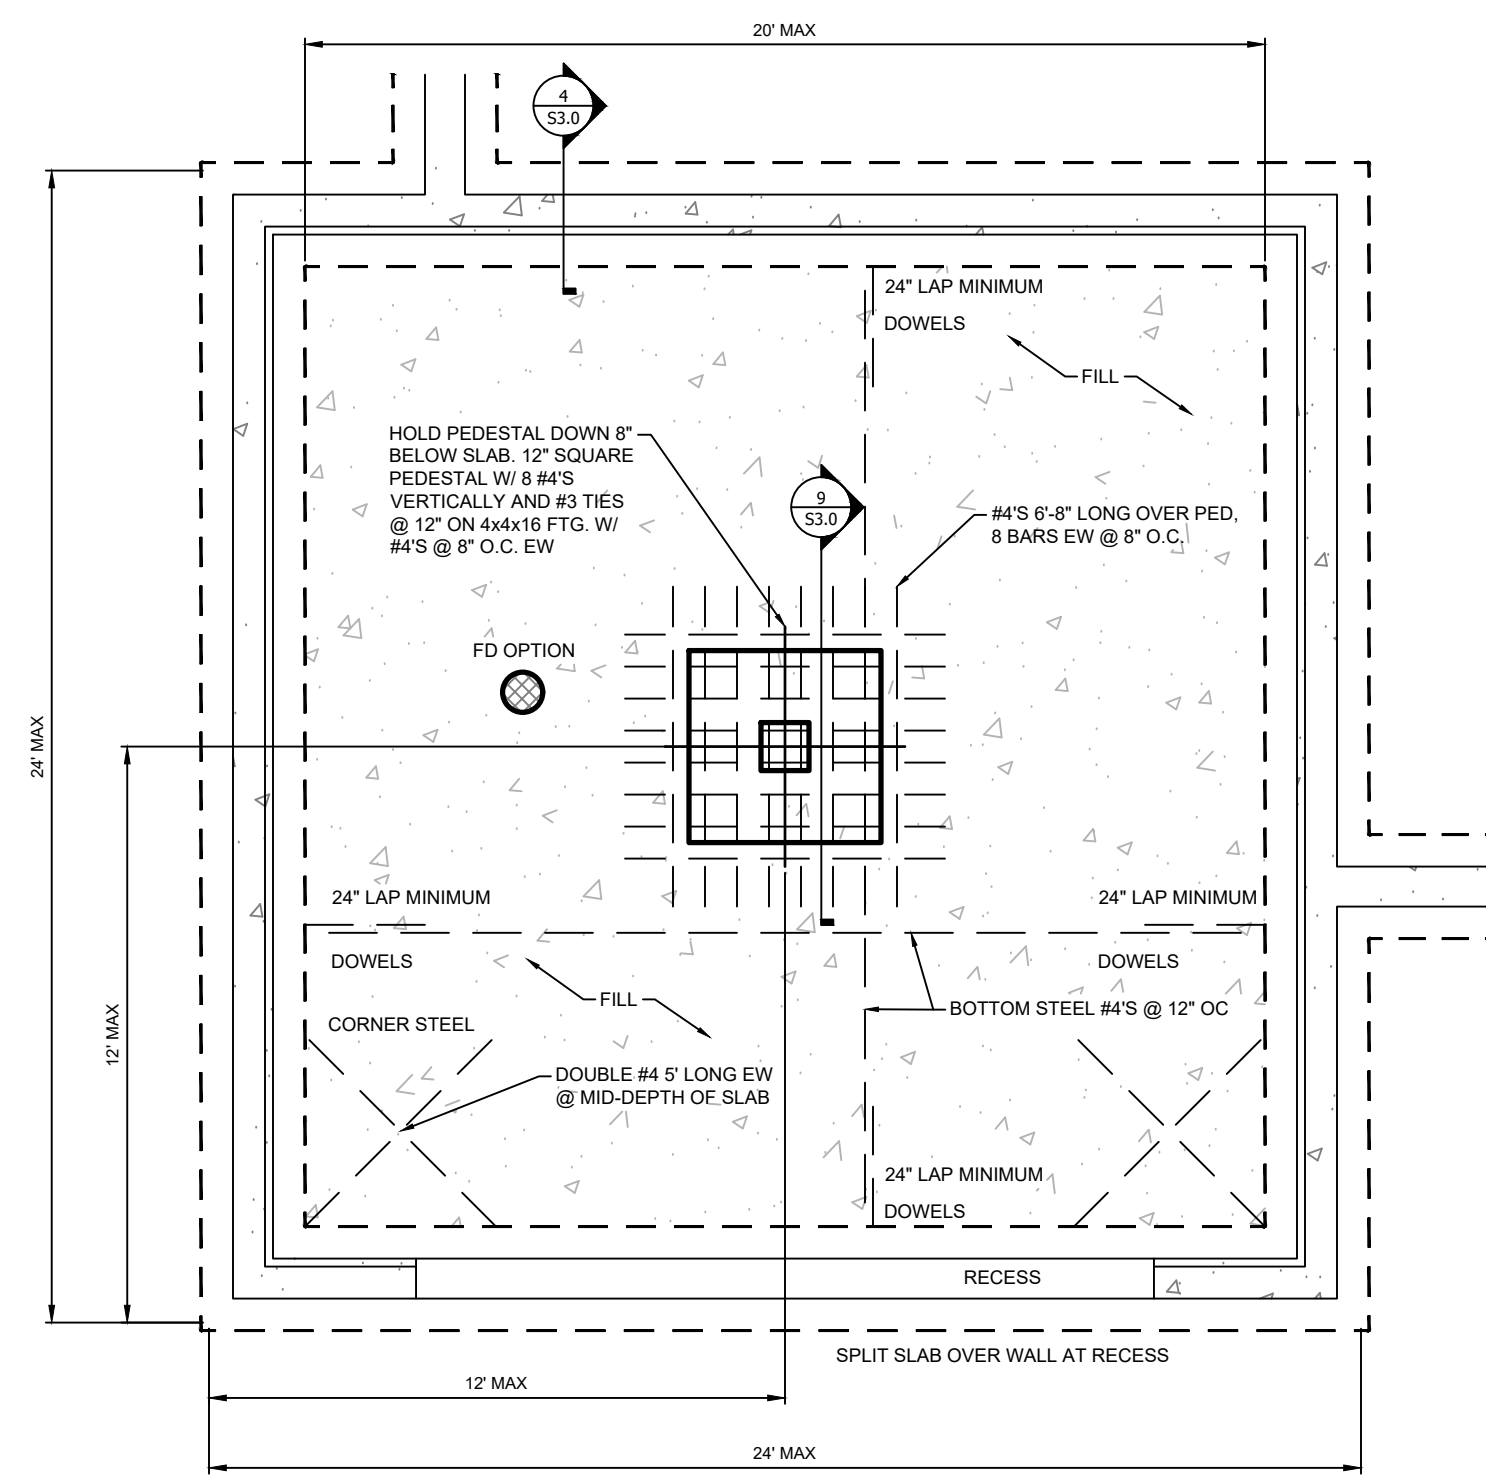 20' MAX
4
S3.0
24" LAP MINIMUM
DOWELS
FILL
HOLD PEDESTAL DOWN 8"
BELOW SLAB. 12" SQUARE
PEDESTAL W/ 8 #4'S
VERTICALLY AND #3 TIES
@ 12" ON 4x4x16 FTG. W/
#4'S @ 8" O.C. EW
9
S3.0
#4'S 6'-8" LONG OVER PED,
8 BARS EW @ 8" O.C.
FD OPTION
24' MAX
24" LAP MINIMUM
24" LAP MINIMUM
DOWELS
DOWELS
FILL
BOTTOM STEEL #4'S @ 12" OC
12' MAX
CORNER STEEL
DOUBLE #4 5' LONG EW
@ MID-DEPTH OF SLAB
24" LAP MINIMUM
DOWELS
RECESS
SPLIT SLAB OVER WALL AT RECESS
12' MAX
24' MAX